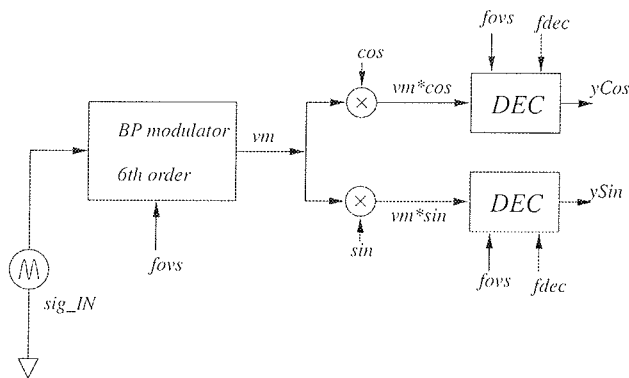 fovs
fdec
cos
vm*cos
DEC
yCos
BP modulator
6th order
vm
fovs
sig_IN
vm*sin
sin
DEC
ySin
fovs
fdec